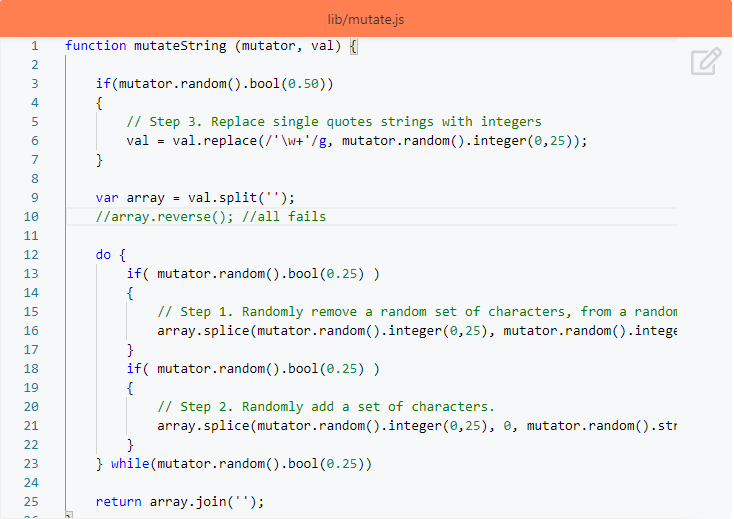 lib/mutate.js
1 function mutateString (mutator, val) {
2
3 if(mutator.random().bool(0.50))
4 {
5 // Step 3. Replace single quotes strings with integers
6 val = val.replace(/'\w+'/g, mutator.random().integer(0,25));
7 }
8
9 var array = val.split('');
10 //array.reverse(); //all fails
11
12 do {
13 if( mutator.random().bool(0.25) )
14 {
15 // Step 1. Randomly remove a random set of characters, from a random
16 array.splice(mutator.random().integer(0,25), mutator.random().intege
17 }
18 if( mutator.random().bool(0.25) )
19 {
20 // Step 2. Randomly add a set of characters.
21 array.splice(mutator.random().integer(0,25), 0, mutator.random().str
22 }
23 } while(mutator.random().bool(0.25))
24
25 return array.join('');